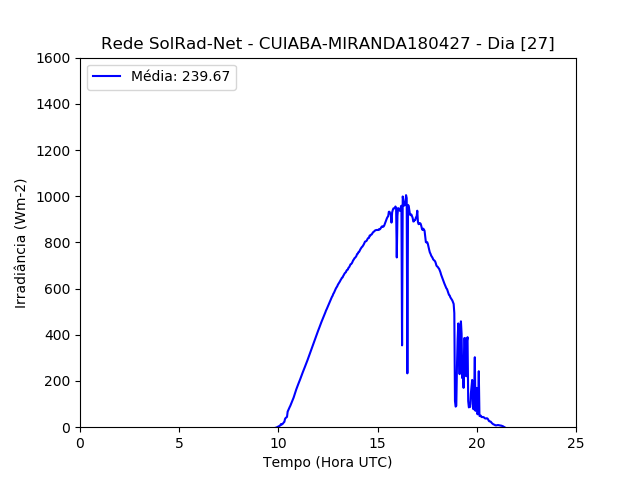 Rede SolRad-Net - CUIABA-MIRANDA180427 - Dia [27]
Média: 239.67
1600
1400
1200
1000
800
600
400
200
0
Irradiância (Wm-2)
0 5 10 15 20 25
Tempo (Hora UTC)